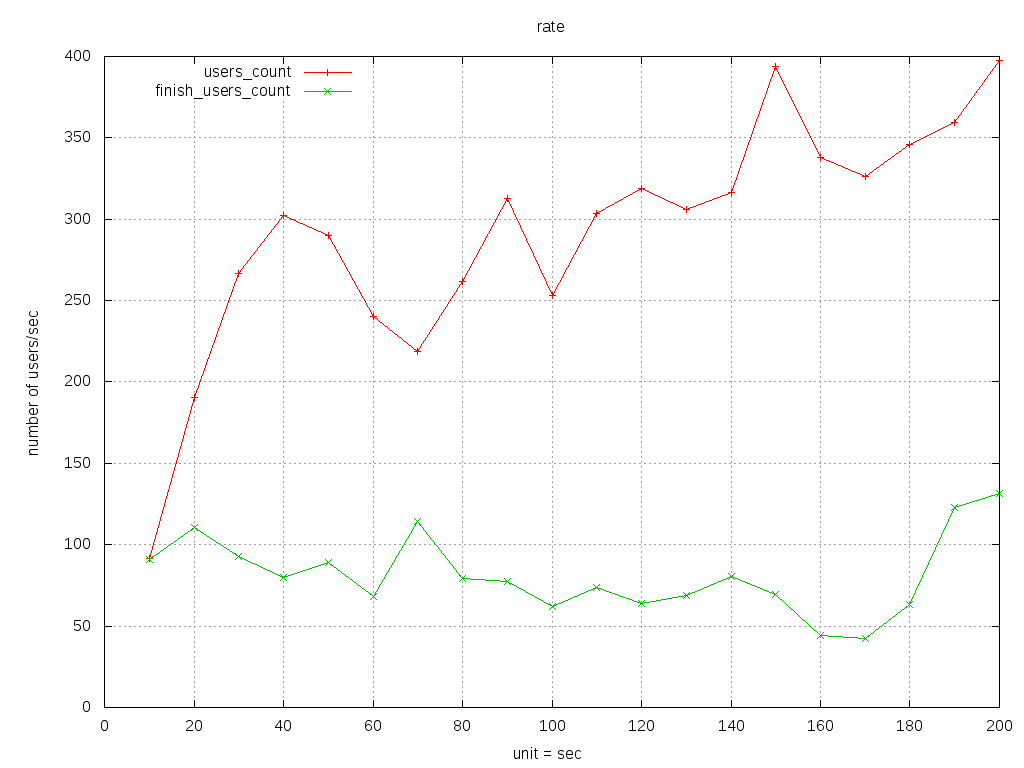 rate
users_count
finish_users_count
400
350
300
250
200
150
100
50
0
number of users/sec
0 20 40 60 80 100 120 140 160 180 200
unit = sec